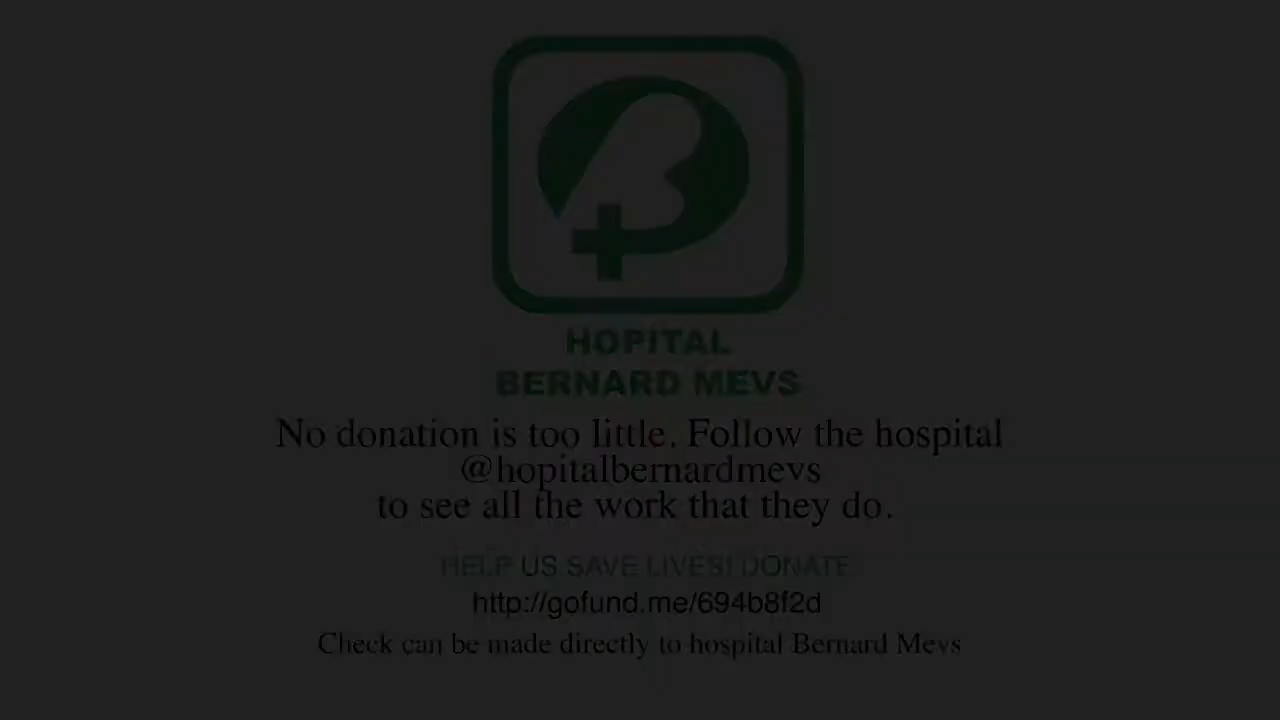 HOPITAL
BERNARD MEVS
No donation is too little. Follow the hospital
@hopitalbernardmevs
to see all the work that they do.
HELP US SAVE LIVES! DONATE
http://gofund.me/694b8f2d
Check can be made directly to hospital Bernard Mevs